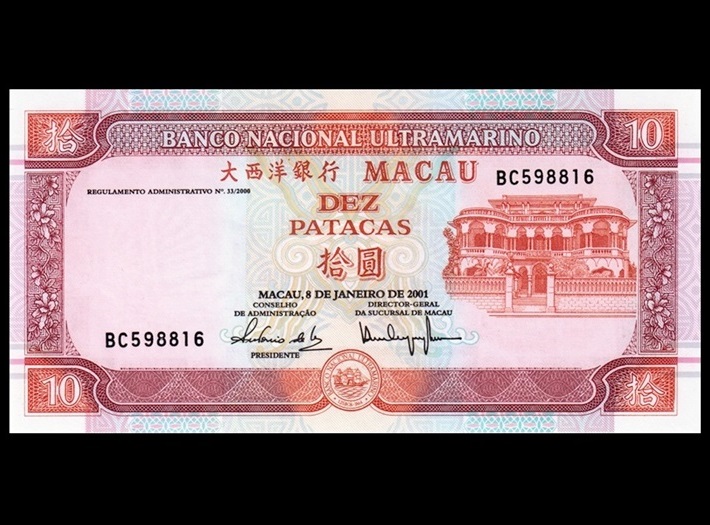 拾 BANCO NACIONAL ULTRAMARINO 10
大西洋銀行 MACAU BC598816
REGULAMENTO ADMINISTRATIVO Nº. 33/2000
DEZ
PATACAS
拾圓
MACAU, 8 DE JANEIRO DE 2001
CONSELHO DE ADMINISTRAÇÃO
DIRECTOR-GERAL DA SUCURSAL DE MACAU
BC598816
PRESIDENTE
10 拾